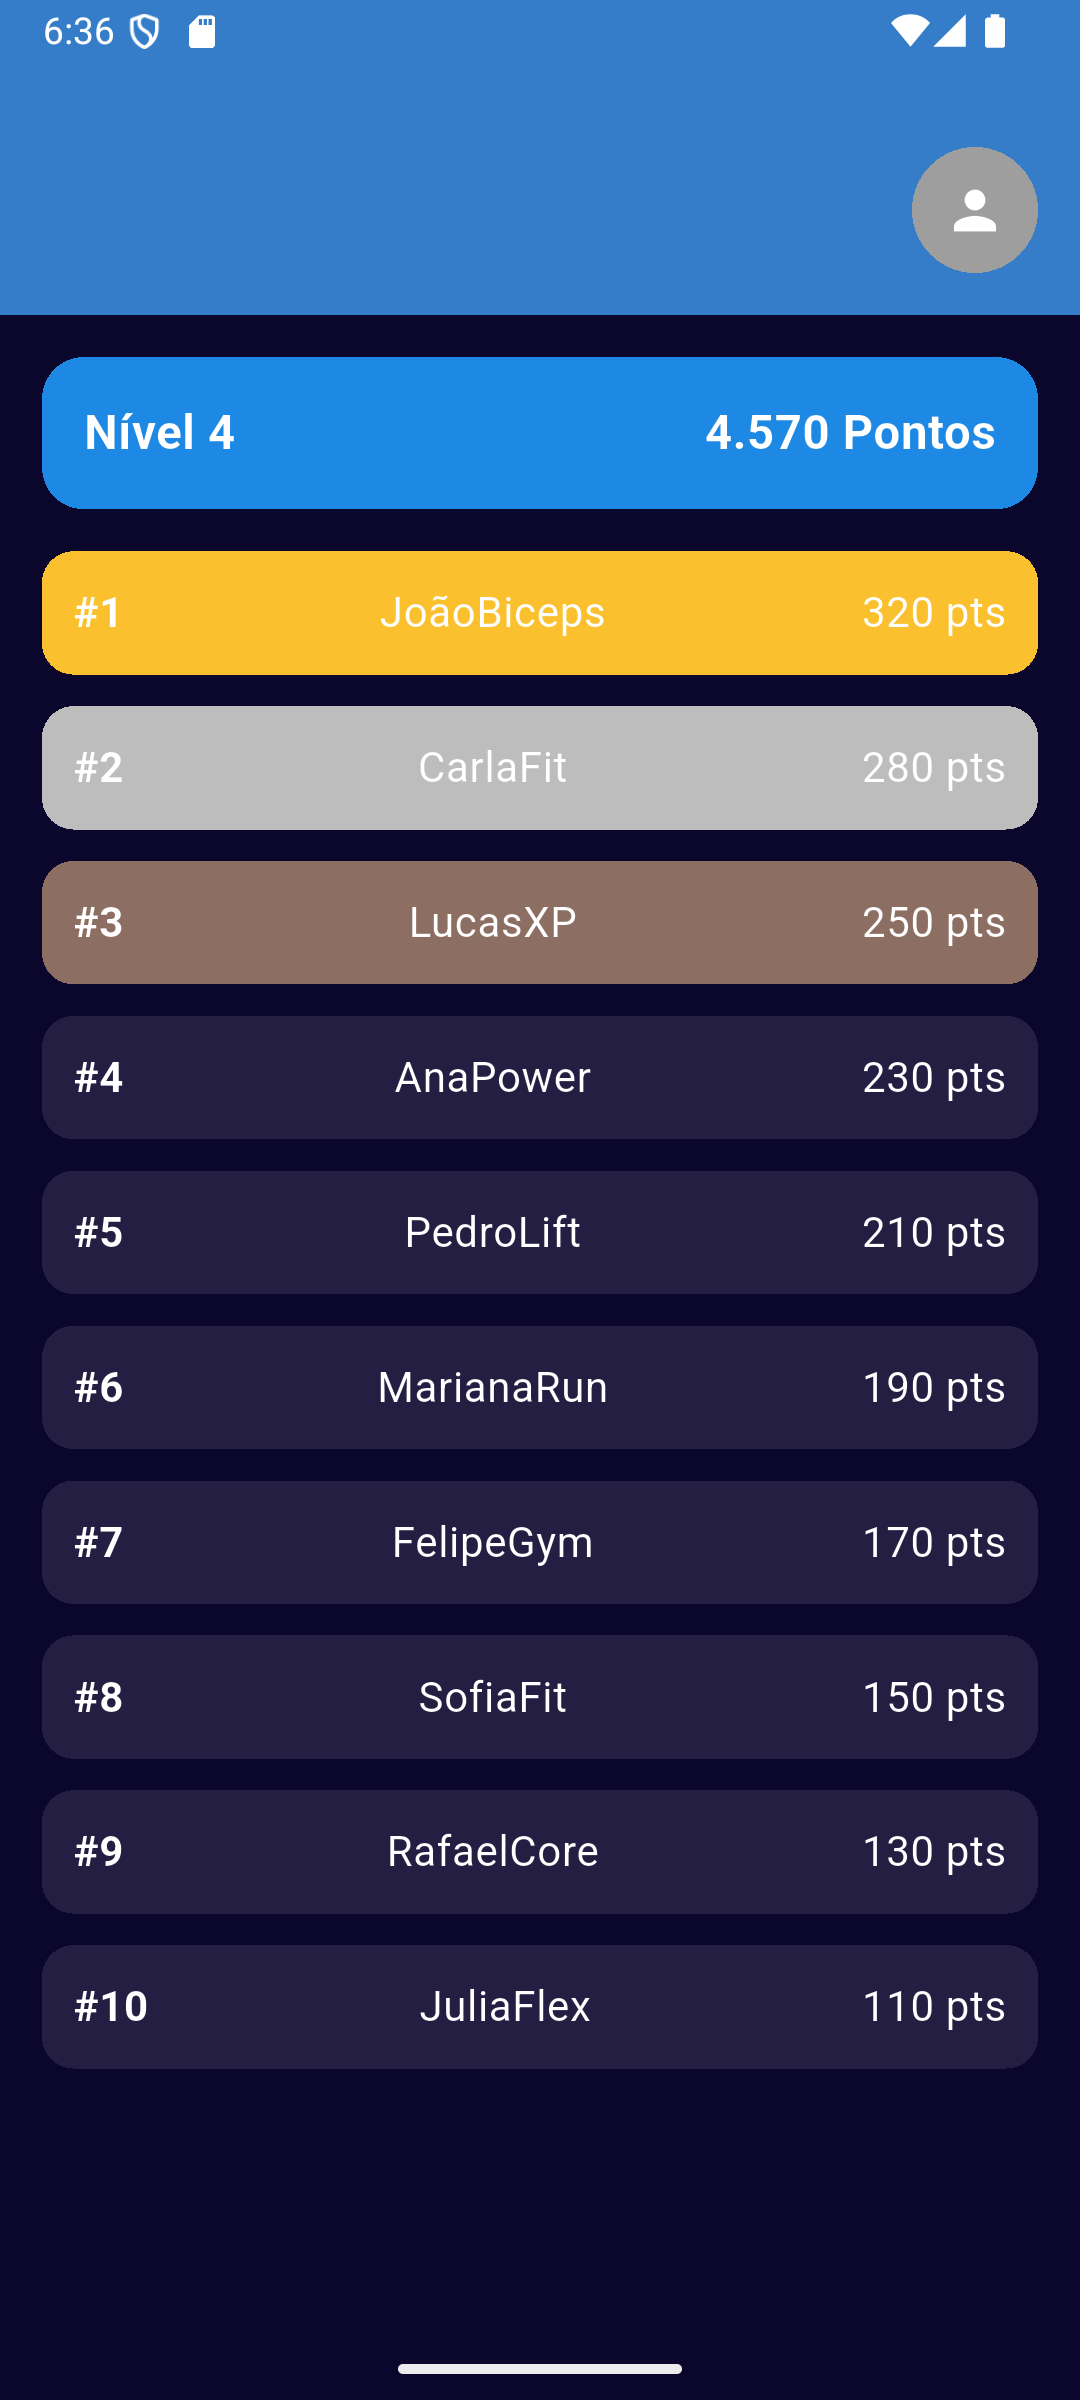 6:36
Nível 4 4.570 Pontos
#1 JoãoBiceps 320 pts
#2 CarlaFit 280 pts
#3 LucasXP 250 pts
#4 AnaPower 230 pts
#5 PedroLift 210 pts
#6 MarianaRun 190 pts
#7 FelipeGym 170 pts
#8 SofiaFit 150 pts
#9 RafaelCore 130 pts
#10 JuliaFlex 110 pts